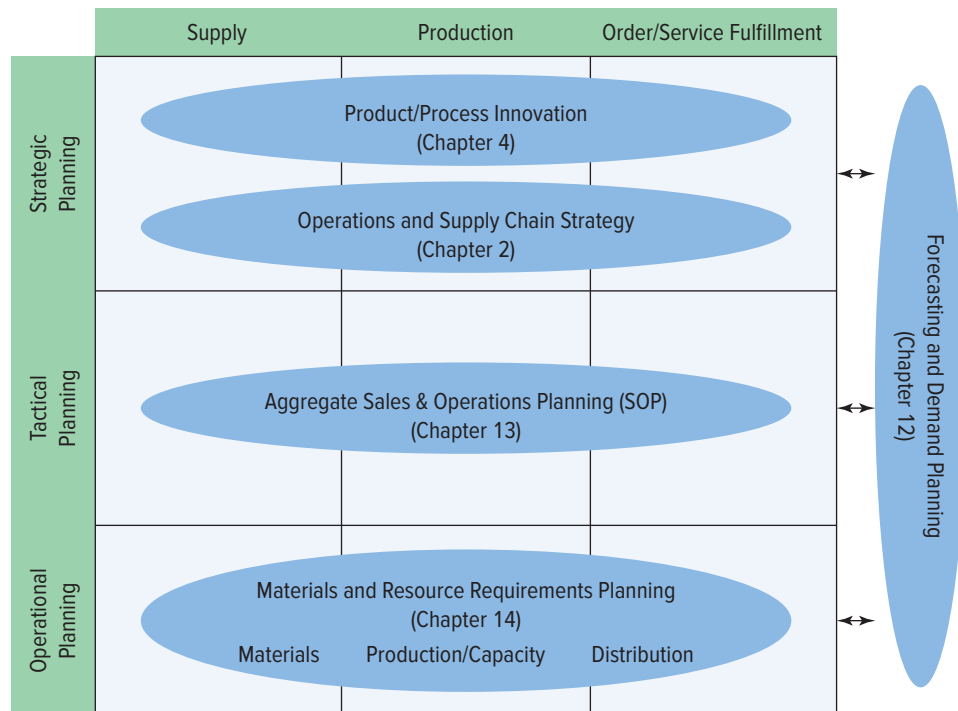 Supply
Production
Order/Service Fulfillment
Strategic
Planning
Product/Process Innovation
(Chapter 4)
Operations and Supply Chain Strategy
(Chapter 2)
Tactical
Planning
Aggregate Sales & Operations Planning (SOP)
(Chapter 13)
Operational
Planning
Materials and Resource Requirements Planning
(Chapter 14)
Materials
Production/Capacity
Distribution
Forecasting and Demand Planning
(Chapter 12)